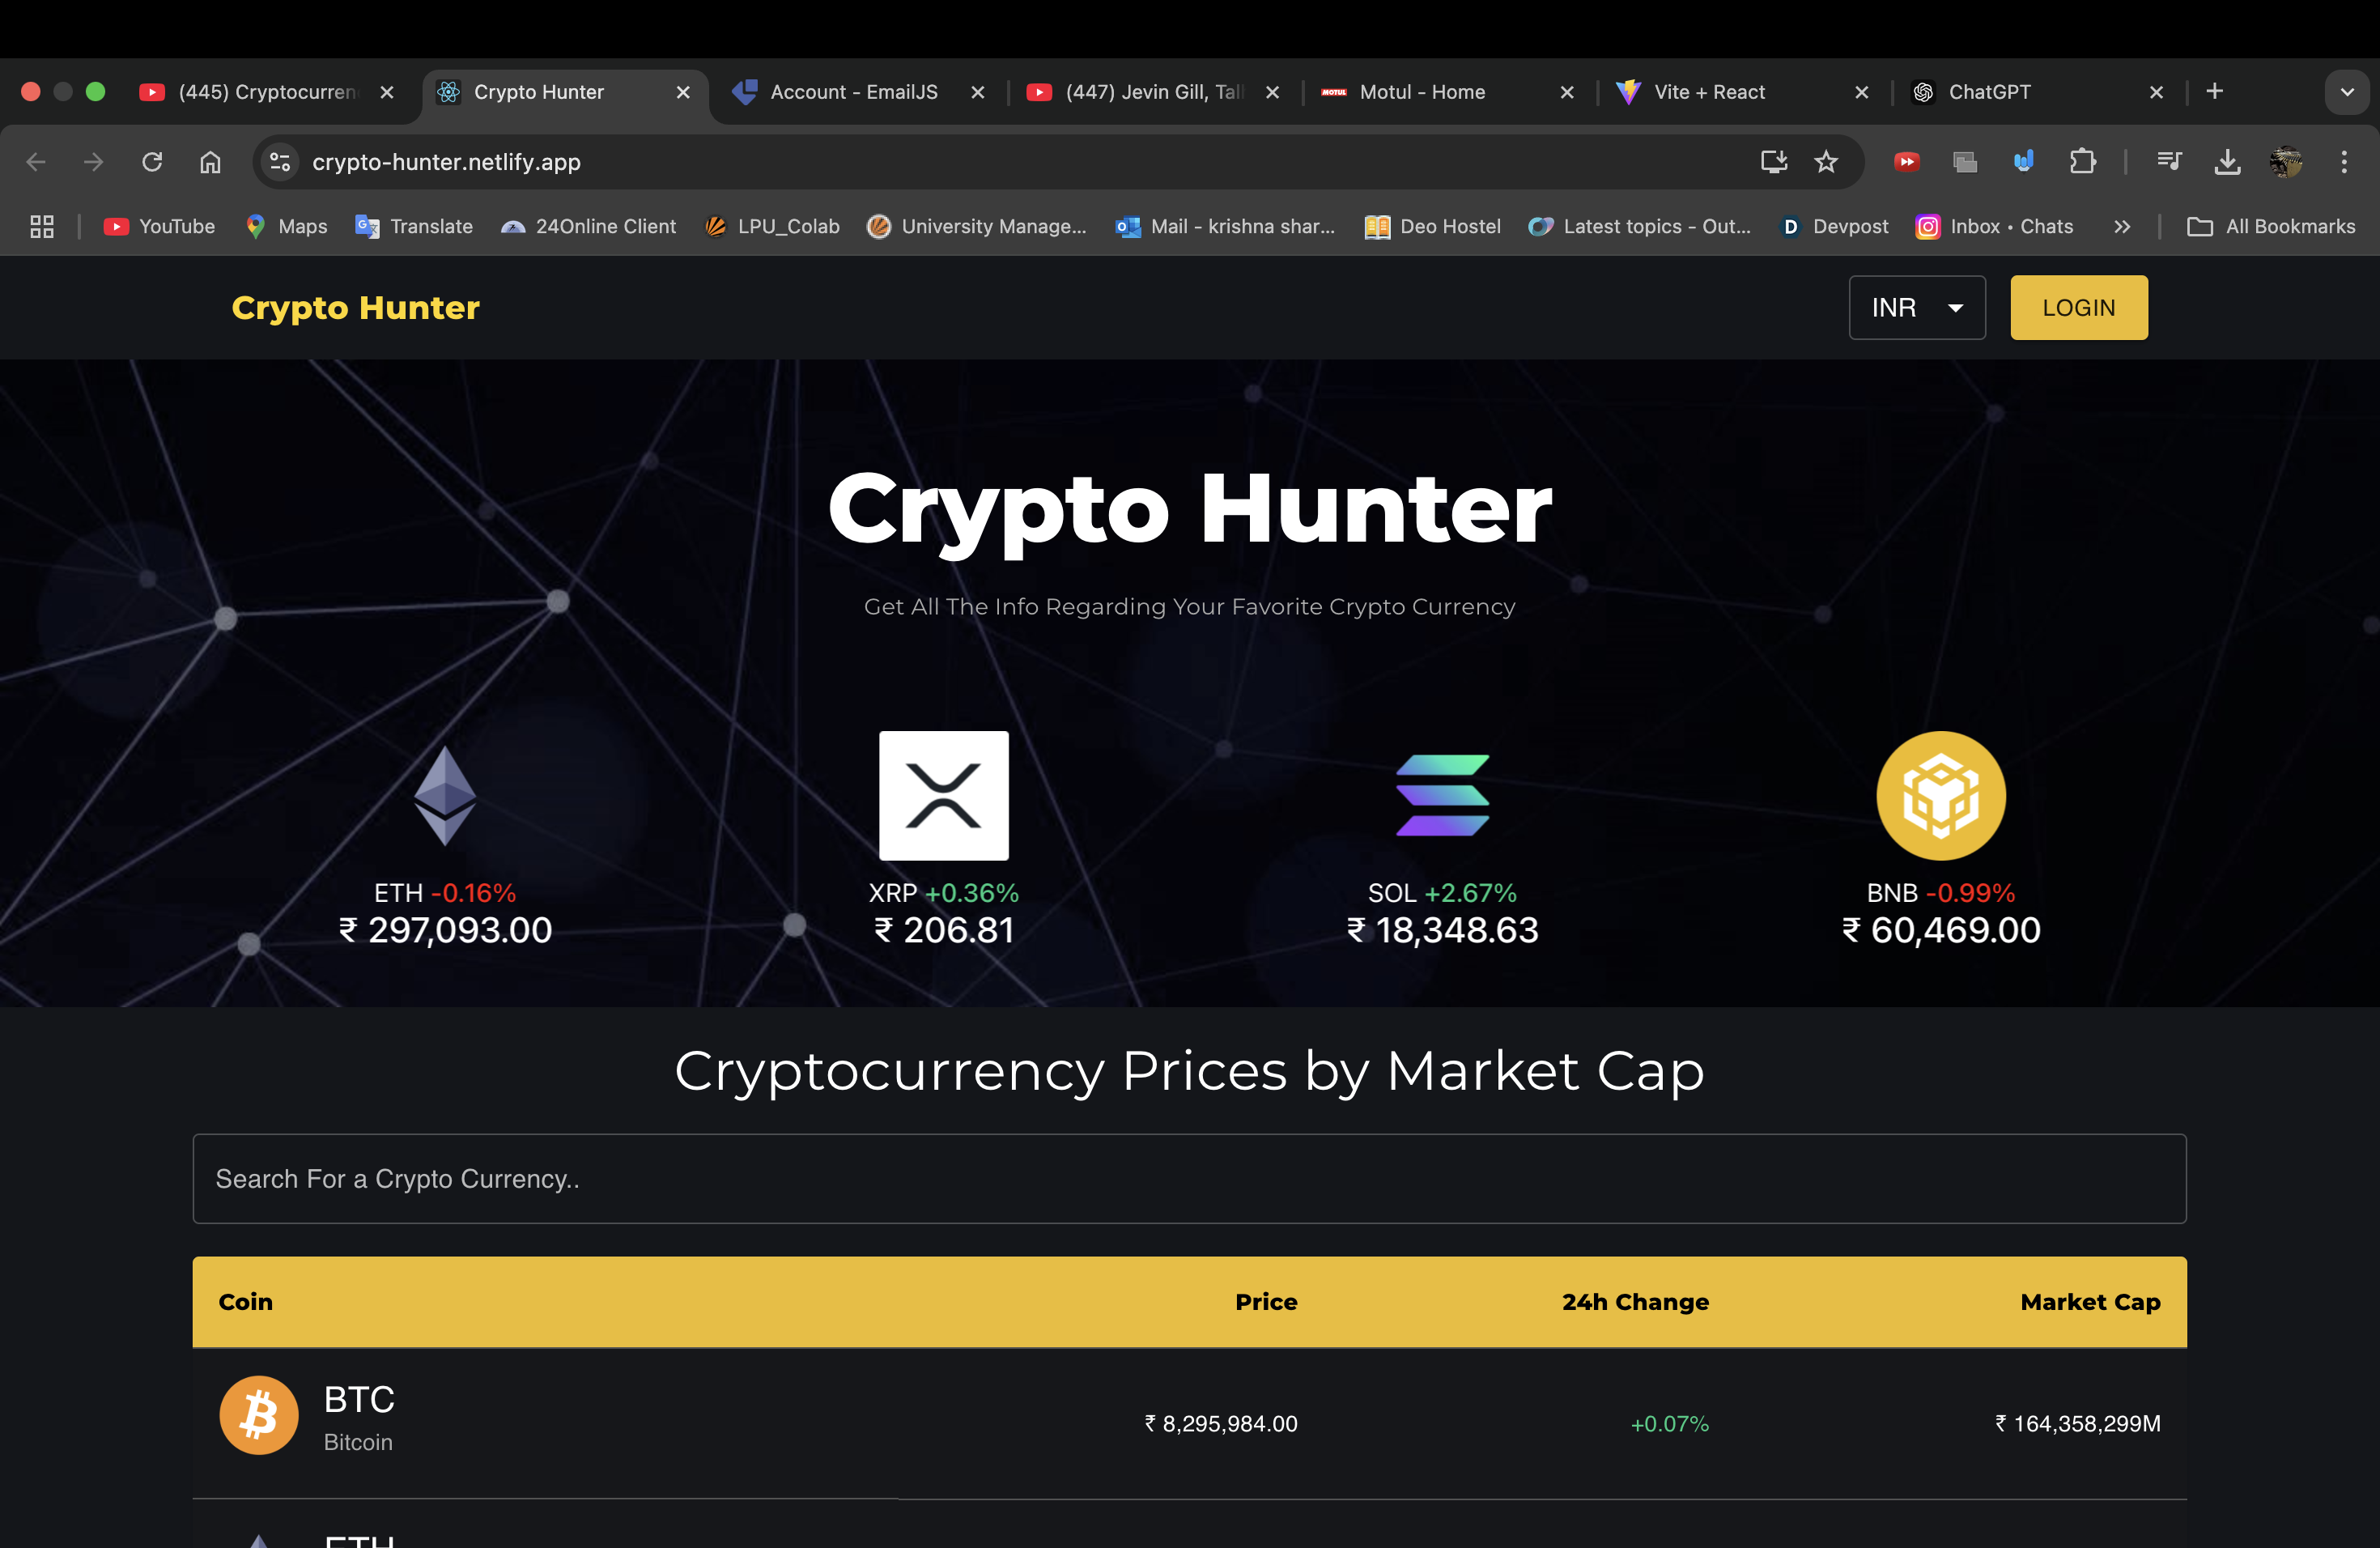 (445) Cryptocurren
Crypto Hunter
Account - EmailJS
(447) Jevin Gill, Tal
MOTUL
Motul - Home
Vite + React
ChatGPT
crypto-hunter.netlify.app
YouTube
Maps
Translate
24Online Client
LPU_Colab
University Manage...
Mail - krishna shar...
Deo Hostel
Latest topics - Out...
D
Devpost
Inbox • Chats
All Bookmarks
Crypto Hunter
INR
LOGIN
Crypto Hunter
Get All The Info Regarding Your Favorite Crypto Currency
ETH -0.16%
₹ 297,093.00
XRP +0.36%
₹ 206.81
SOL +2.67%
₹ 18,348.63
BNB -0.99%
₹ 60,469.00
Cryptocurrency Prices by Market Cap
Search For a Crypto Currency..
Coin Price 24h Change Market Cap
BTC
Bitcoin
₹ 8,295,984.00 +0.07% ₹ 164,358,299M
ETH